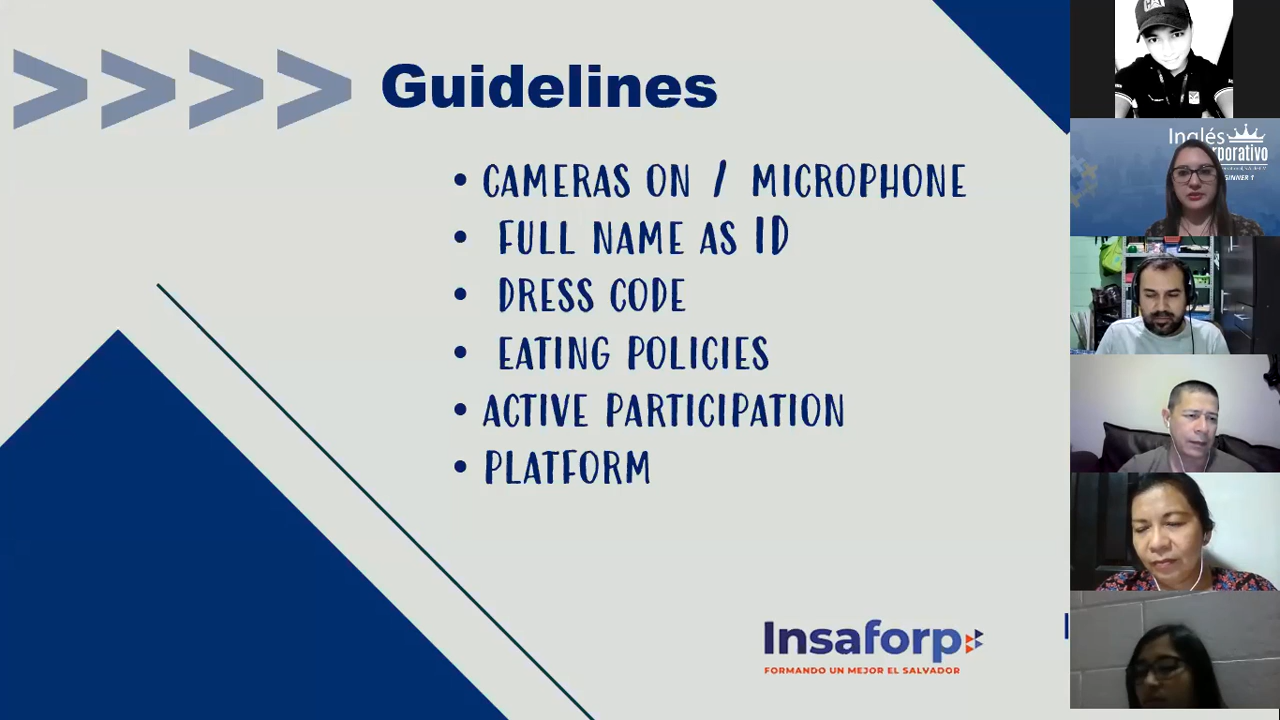 >>>> Guidelines
• CAMERAS ON / MICROPHONE
• FULL NAME AS ID
• DRESS CODE
• EATING POLICIES
• ACTIVE PARTICIPATION
• PLATFORM
Insaforp
FORMANDO UN MEJOR EL SALVADOR
CAT
Inglés